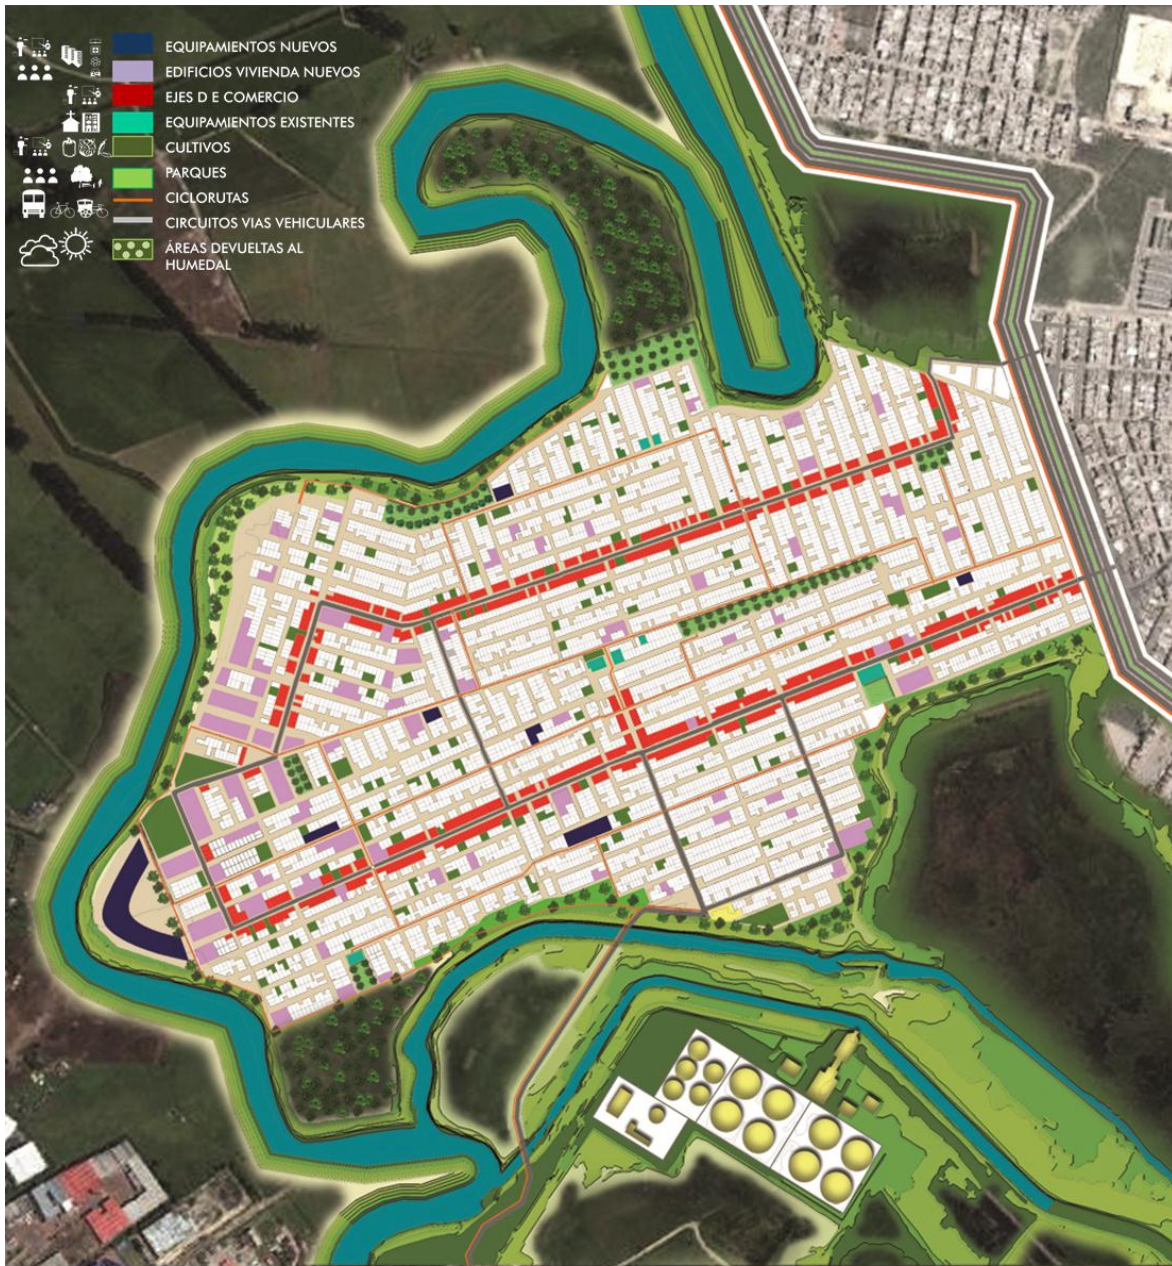 EQUIPAMIENTOS NUEVOS
EDIFICIOS VIVIENDA NUEVOS
EJES D E COMERCIO
EQUIPAMIENTOS EXISTENTES
CULTIVOS
PARQUES
CICLORUTAS
CIRCUITOS VIAS VEHICULARES
ÁREAS DEVUELTAS AL
HUMEDAL